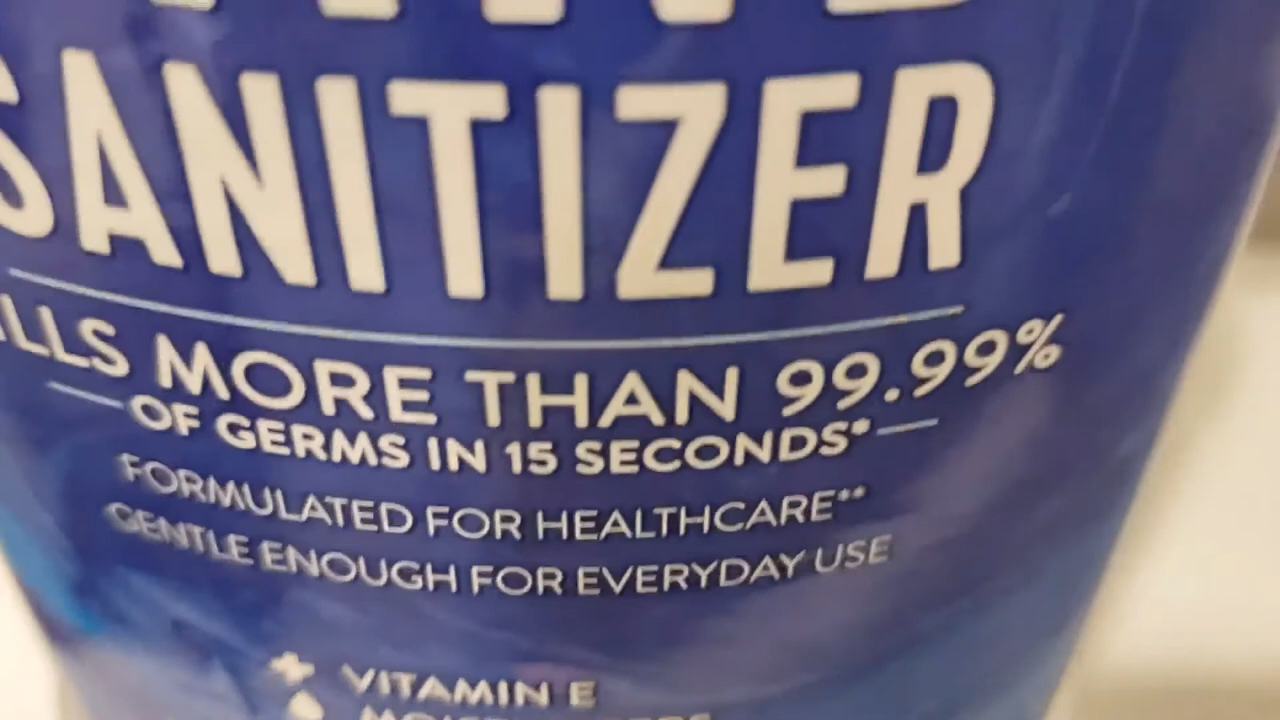 SANITIZER
ILLS MORE THAN 99.99%
OF GERMS IN 15 SECONDS*
FORMULATED FOR HEALTHCARE**
GENTLE ENOUGH FOR EVERYDAY USE
VITAMIN E